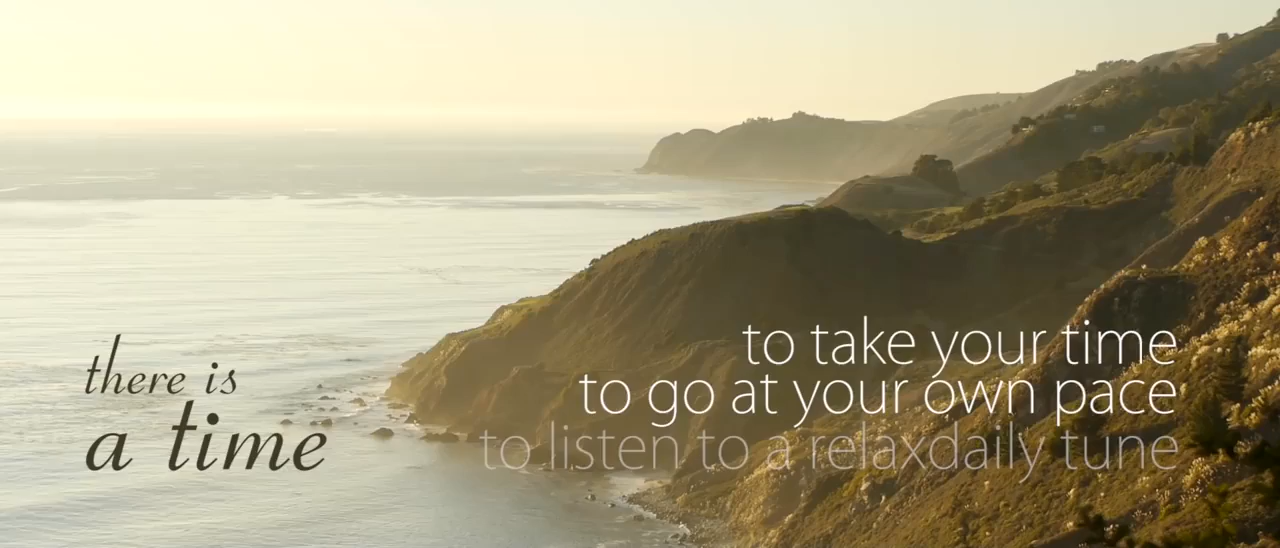 there is
a time
to take your time
to go at your own pace
to listen to a relaxdaily tune